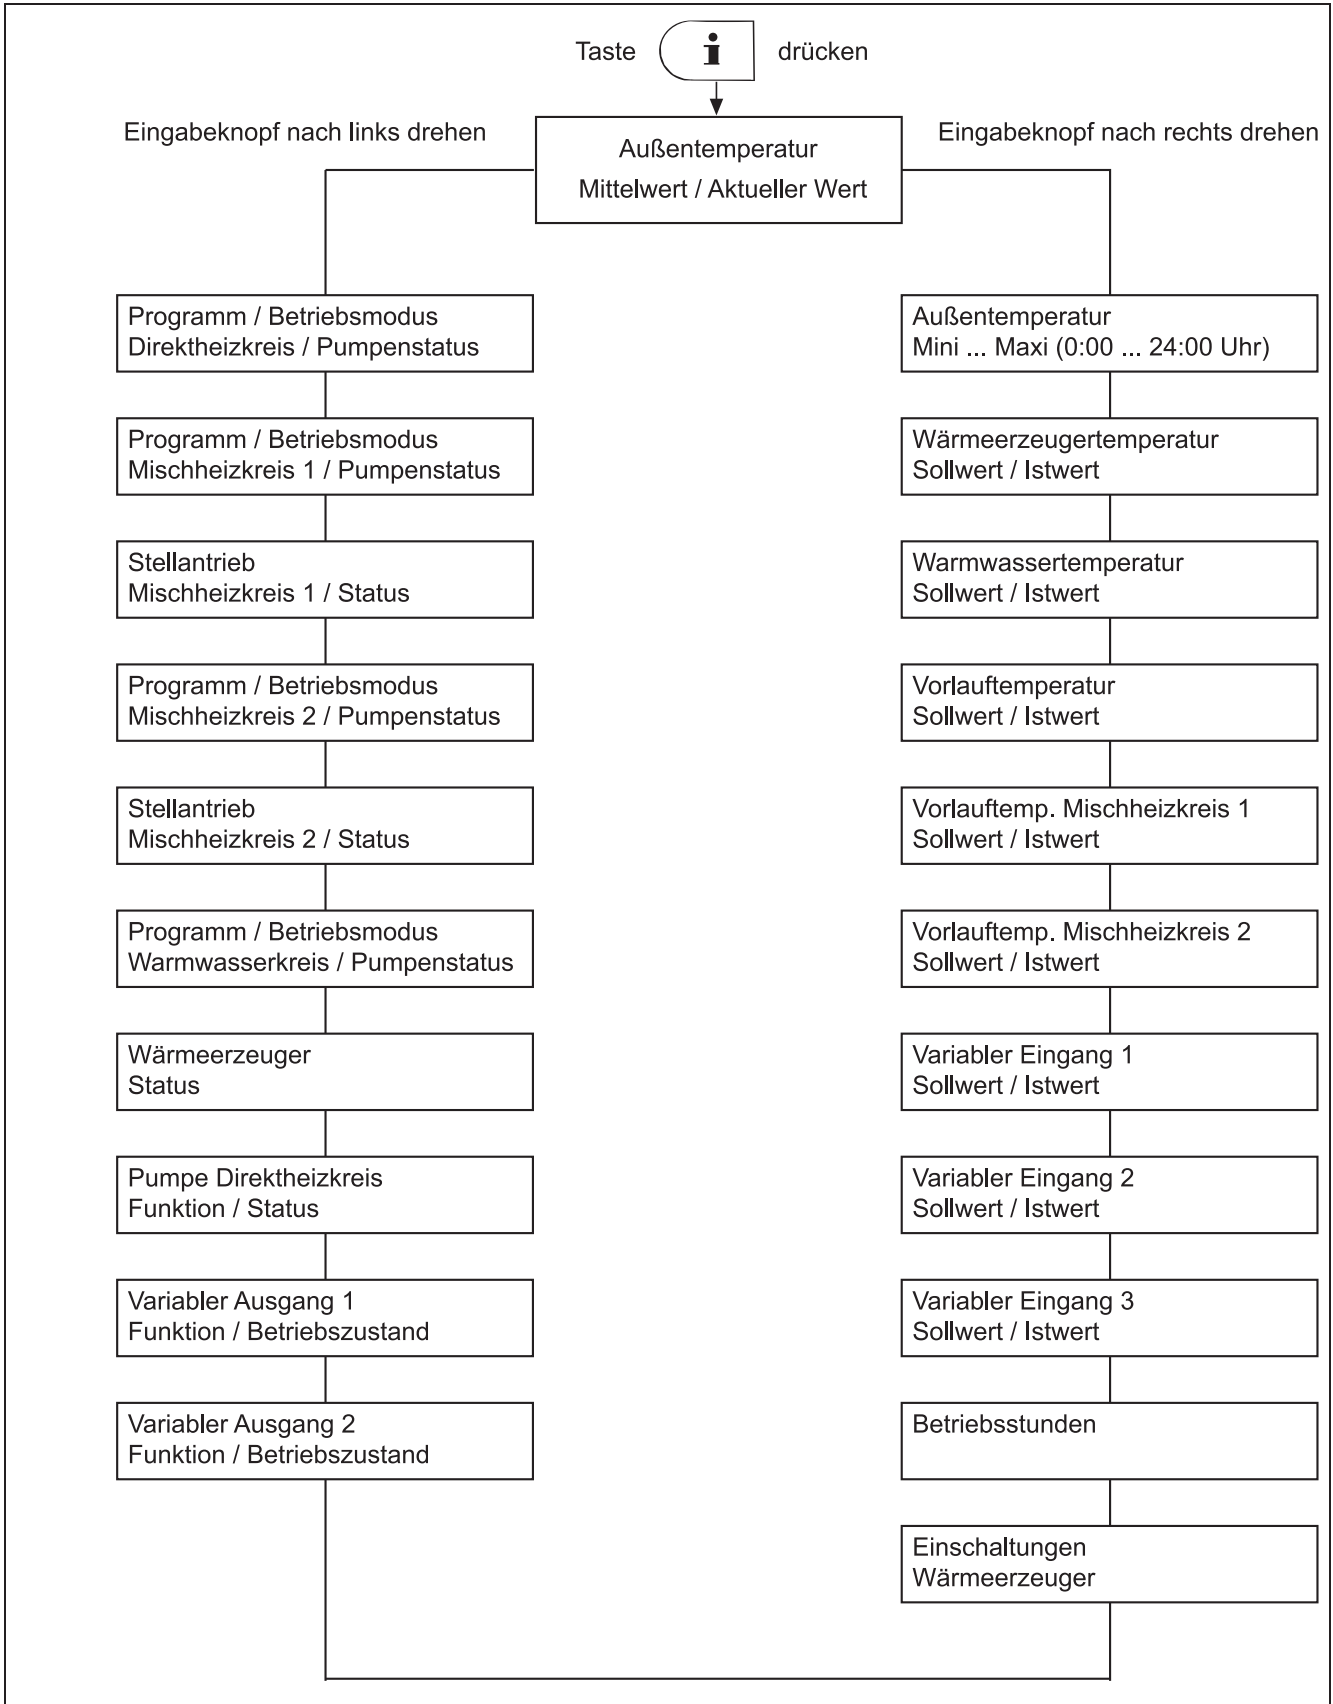 Taste i drücken
Eingabeknopf nach links drehen
Außentemperatur
Mittelwert / Aktueller Wert
Eingabeknopf nach rechts drehen
Programm / Betriebsmodus
Direktheizkreis / Pumpenstatus
Programm / Betriebsmodus
Mischheizkreis 1 / Pumpenstatus
Stellantrieb
Mischheizkreis 1 / Status
Programm / Betriebsmodus
Mischheizkreis 2 / Pumpenstatus
Stellantrieb
Mischheizkreis 2 / Status
Programm / Betriebsmodus
Warmwasserkreis / Pumpenstatus
Wärmeerzeuger
Status
Pumpe Direktheizkreis
Funktion / Status
Variabler Ausgang 1
Funktion / Betriebszustand
Variabler Ausgang 2
Funktion / Betriebszustand
Außentemperatur
Mini ... Maxi (0:00 ... 24:00 Uhr)
Wärmeerzeugertemperatur
Sollwert / Istwert
Warmwassertemperatur
Sollwert / Istwert
Vorlauftemperatur
Sollwert / Istwert
Vorlauftemp. Mischheizkreis 1
Sollwert / Istwert
Vorlauftemp. Mischheizkreis 2
Sollwert / Istwert
Variabler Eingang 1
Sollwert / Istwert
Variabler Eingang 2
Sollwert / Istwert
Variabler Eingang 3
Sollwert / Istwert
Betriebsstunden
Einschaltungen
Wärmeerzeuger